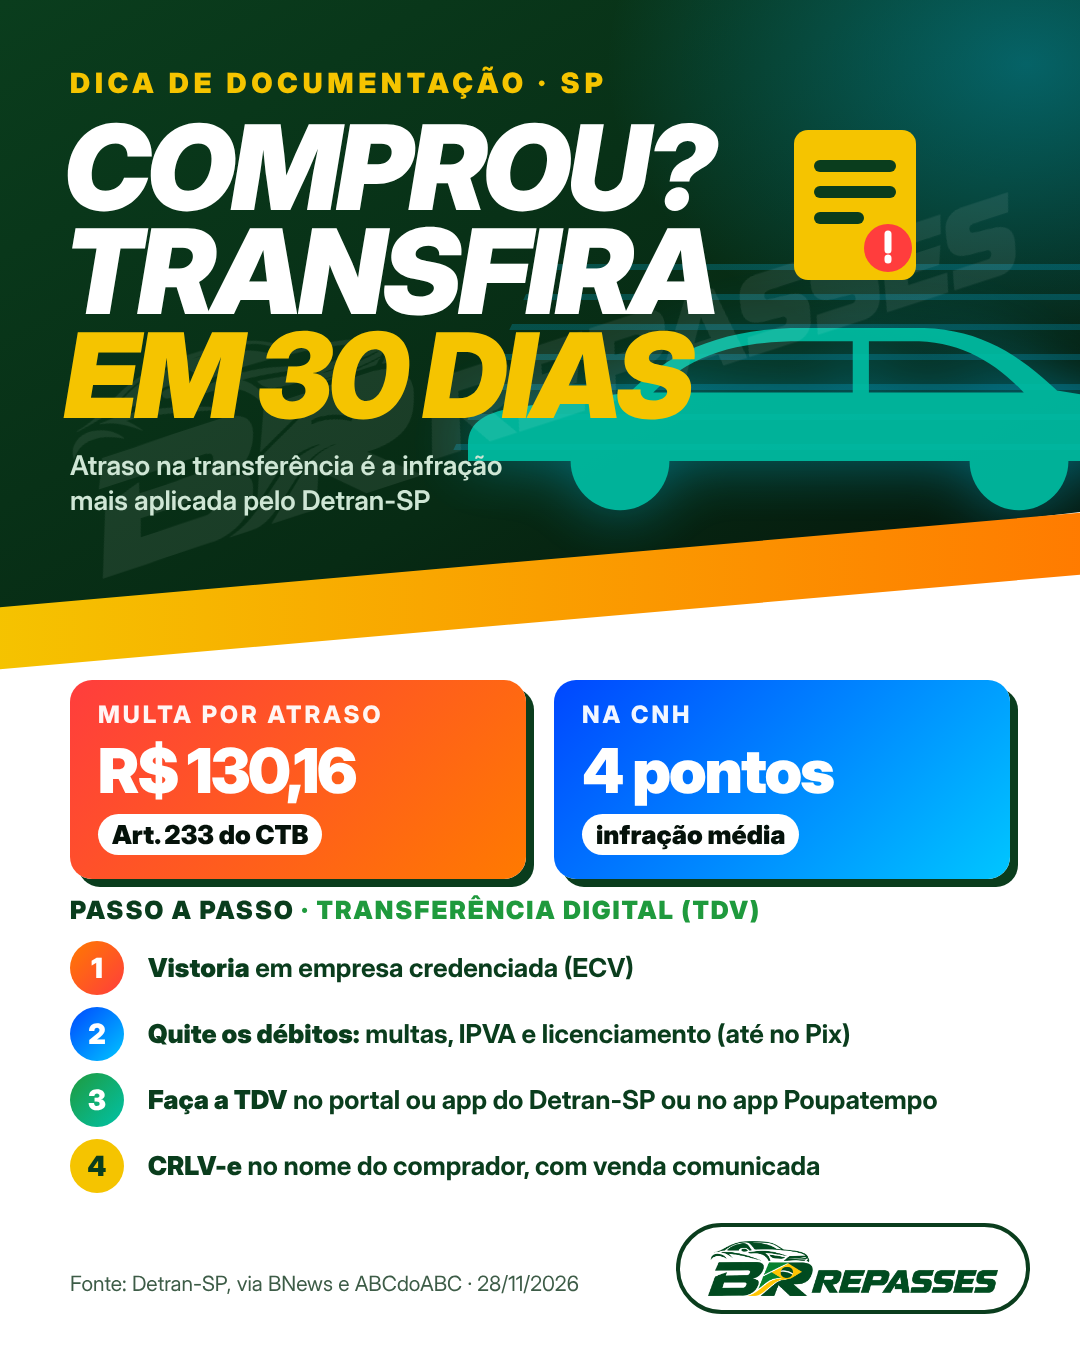 DICA DE DOCUMENTAÇÃO · SP
COMPROU?
TRANSFIRA
EM 30 DIAS
Atraso na transferência é a infração
mais aplicada pelo Detran-SP
BR REPASSES
MULTA POR ATRASO
R$ 130,16
Art. 233 do CTB
NA CNH
4 pontos
infração média
PASSO A PASSO · TRANSFERÊNCIA DIGITAL (TDV)
1 Vistoria em empresa credenciada (ECV)
2 Quite os débitos: multas, IPVA e licenciamento (até no Pix)
3 Faça a TDV no portal ou app do Detran-SP ou no app Poupatempo
4 CRLV-e no nome do comprador, com venda comunicada
Fonte: Detran-SP, via BNews e ABCdoABC · 28/11/2026
BR REPASSES